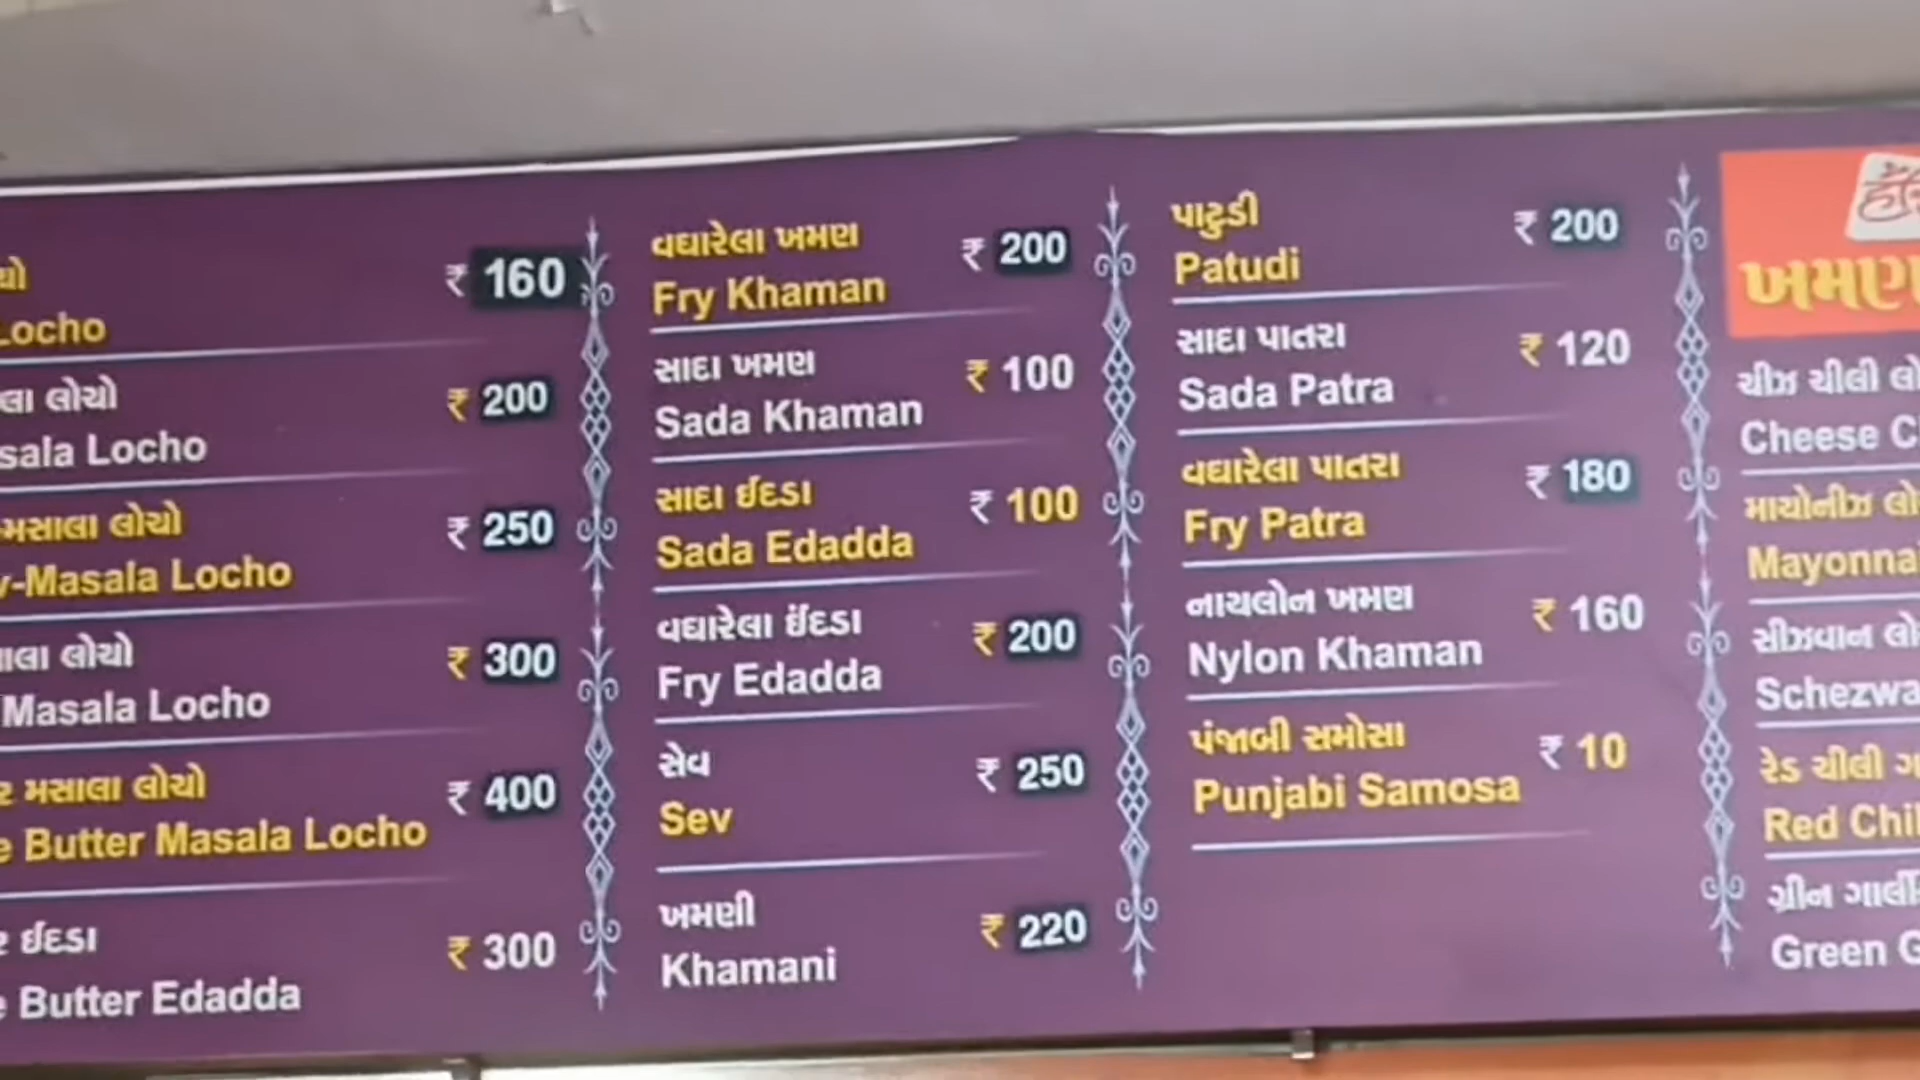 Locho
₹ 160
લા લોચો
Locho
₹ 200
મસાલા લોચો
-Masala Locho
₹ 250
લોચો
Masala Locho
₹ 300
મસાલા લોચો
Butter Masala Locho
₹ 400
ઈદડા
Butter Edadda
₹ 300
વઘારેલા ખમણ
Fry Khaman
₹ 200
સાદા ખમણ
Sada Khaman
₹ 100
સાદા ઈદડા
Sada Edadda
₹ 100
વઘારેલા ઈંદડા
Fry Edadda
₹ 200
સેવ
Sev
₹ 250
ખમણી
Khamani
₹ 220
પાટુડી
Patudi
₹ 200
સાદા પાતરા
Sada Patra
₹ 120
વઘારેલા પાતરા
Fry Patra
₹ 180
નાયલોન ખમણ
Nylon Khaman
₹ 160
પંજાબી સમોસા
Punjabi Samosa
₹ 10
ખમણ
ચીઝ ચીલી લો
Cheese C
માયોનીઝ લો
Mayonna
સીઝવાન લો
Schezwa
રેડ ચીલી ગ
Red Chil
ગ્રીન ગાર્લી
Green G